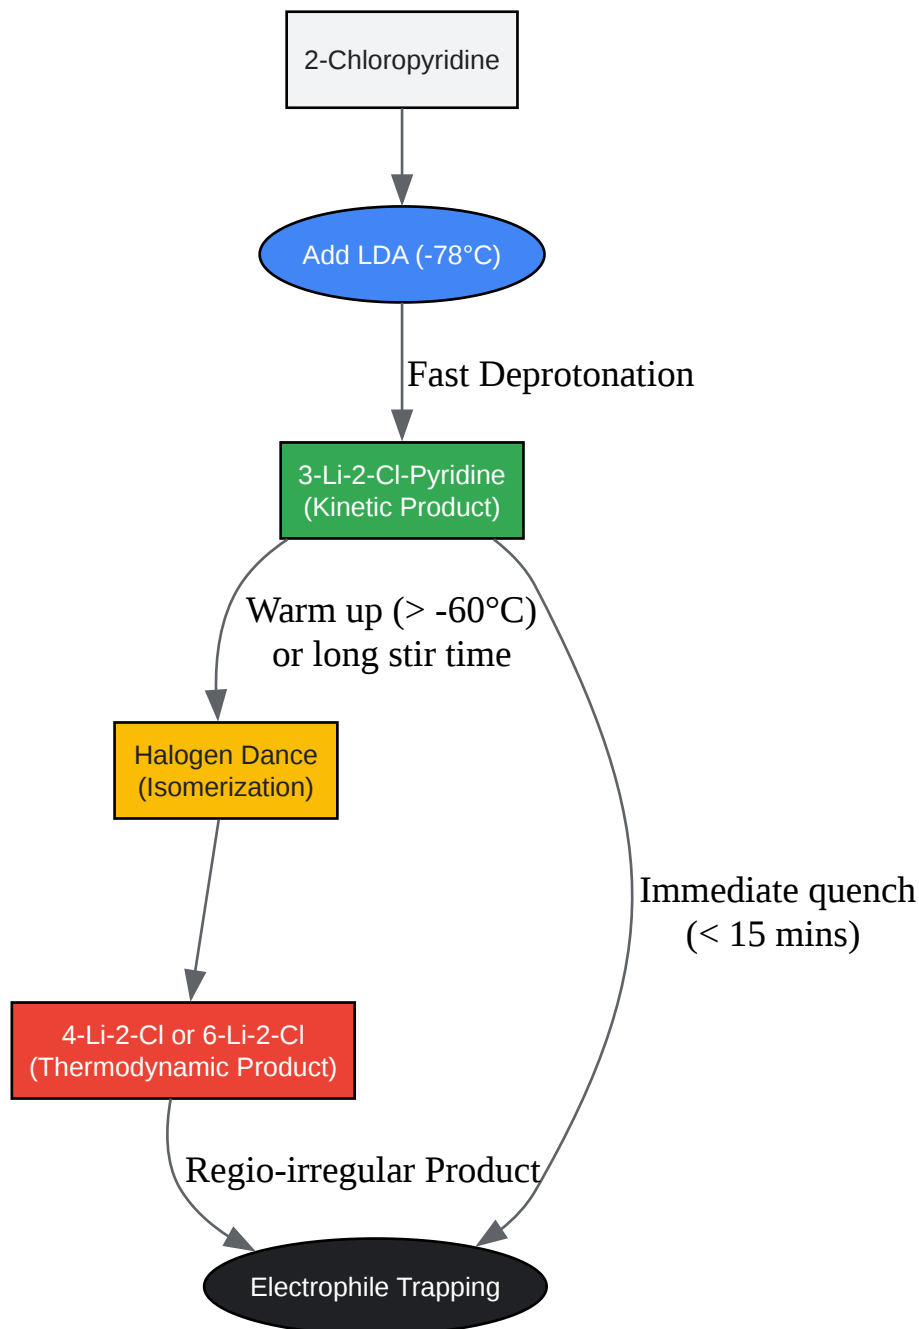 2-Chloropyridine
Add LDA (-78°C)
Fast Deprotonation
3-Li-2-Cl-Pyridine
(Kinetic Product)
Warm up (> -60°C)
or long stir time
Halogen Dance
(Isomerization)
Immediate quench
(< 15 mins)
4-Li-2-Cl or 6-Li-2-Cl
(Thermodynamic Product)
Regio-irregular Product
Electrophile Trapping